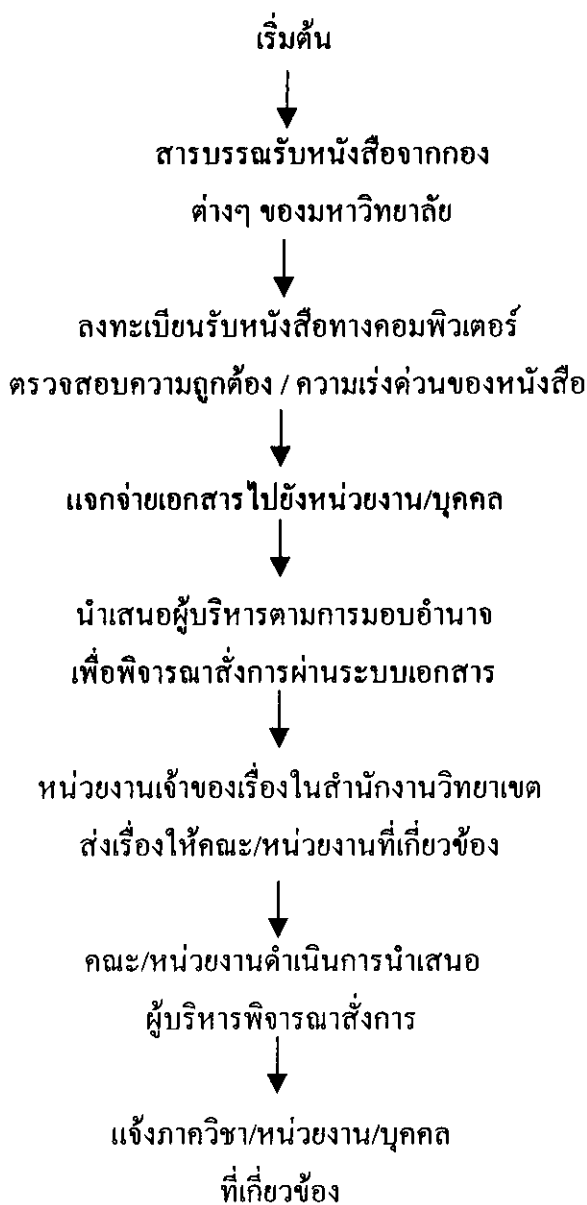 เริ่มต้น
สารบรรณรับหนังสือจากกอง
ต่างๆ ของมหาวิทยาลัย
ลงทะเบียนรับหนังสือทางคอมพิวเตอร์
ตรวจสอบความถูกต้อง / ความเร่งด่วนของหนังสือ
แจกจ่ายเอกสารไปยังหน่วยงาน/บุคคล
นำเสนอผู้บริหารตามการมอบอำนาจ
เพื่อพิจารณาสั่งการผ่านระบบเอกสาร
หน่วยงานเจ้าของเรื่องในสำนักงานวิทยาเขต
ส่งเรื่องให้คณะ/หน่วยงานที่เกี่ยวข้อง
คณะ/หน่วยงานดำเนินการนำเสนอ
ผู้บริหารพิจารณาสั่งการ
แจ้งภาควิชา/หน่วยงาน/บุคคล
ที่เกี่ยวข้อง